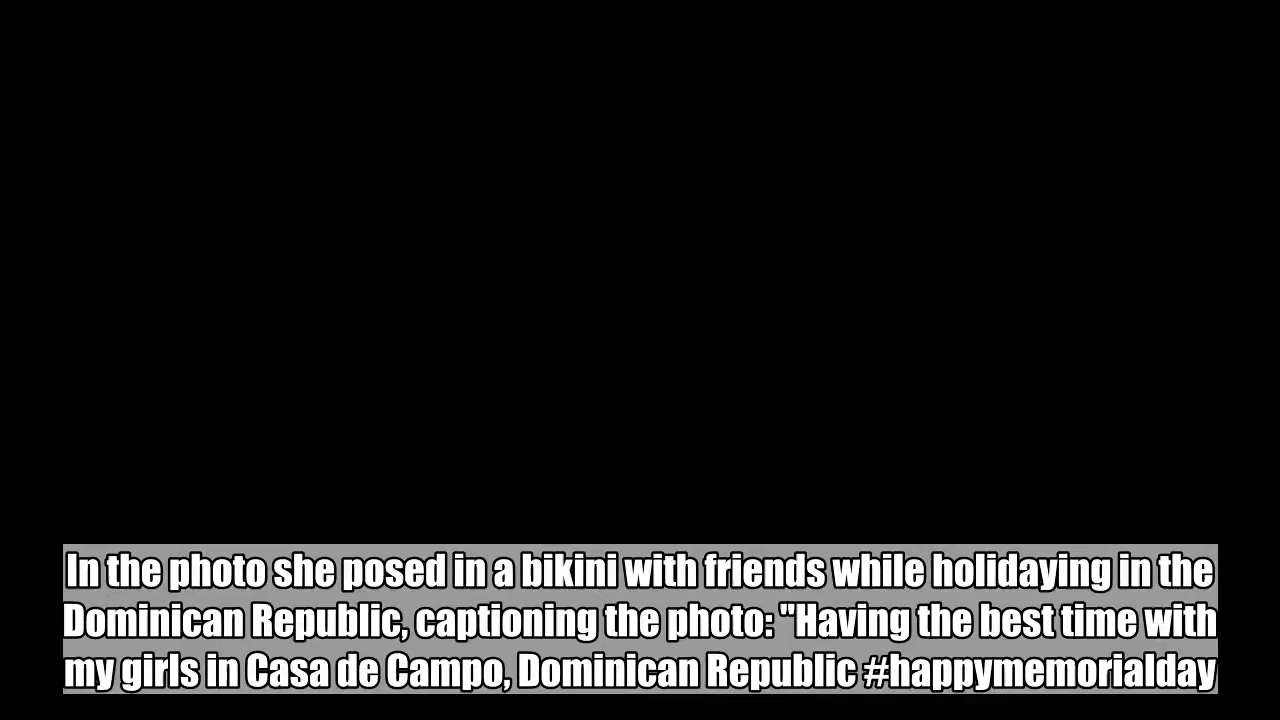 In the photo she posed in a bikini with friends while holidaying in the
Dominican Republic, captioning the photo: "Having the best time with
my girls in Casa de Campo, Dominican Republic #happymemorialday